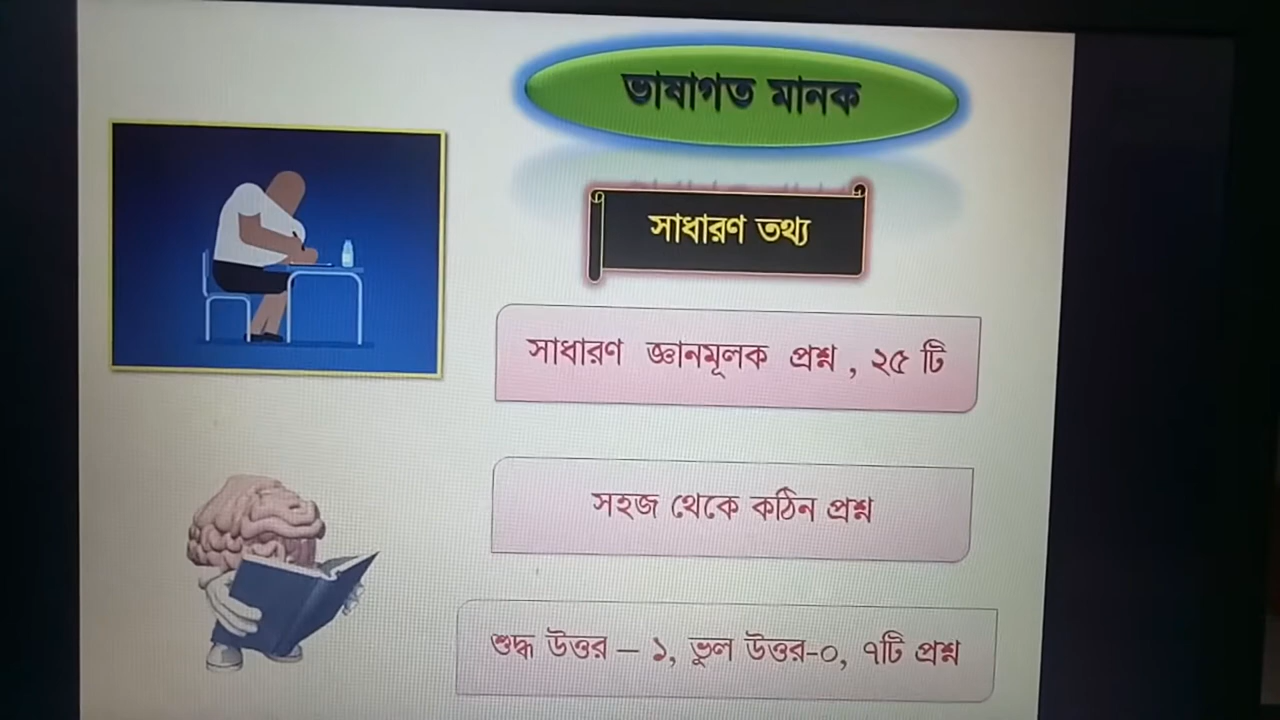 ভাষাগত মানক
সাধারণ তথ্য
সাধারণ জ্ঞানমূলক প্রশ্ন , ২৫ টি
সহজ থেকে কঠিন প্রশ্ন
শুদ্ধ উত্তর – ১, ভুল উত্তর-০, ৭টি প্রশ্ন